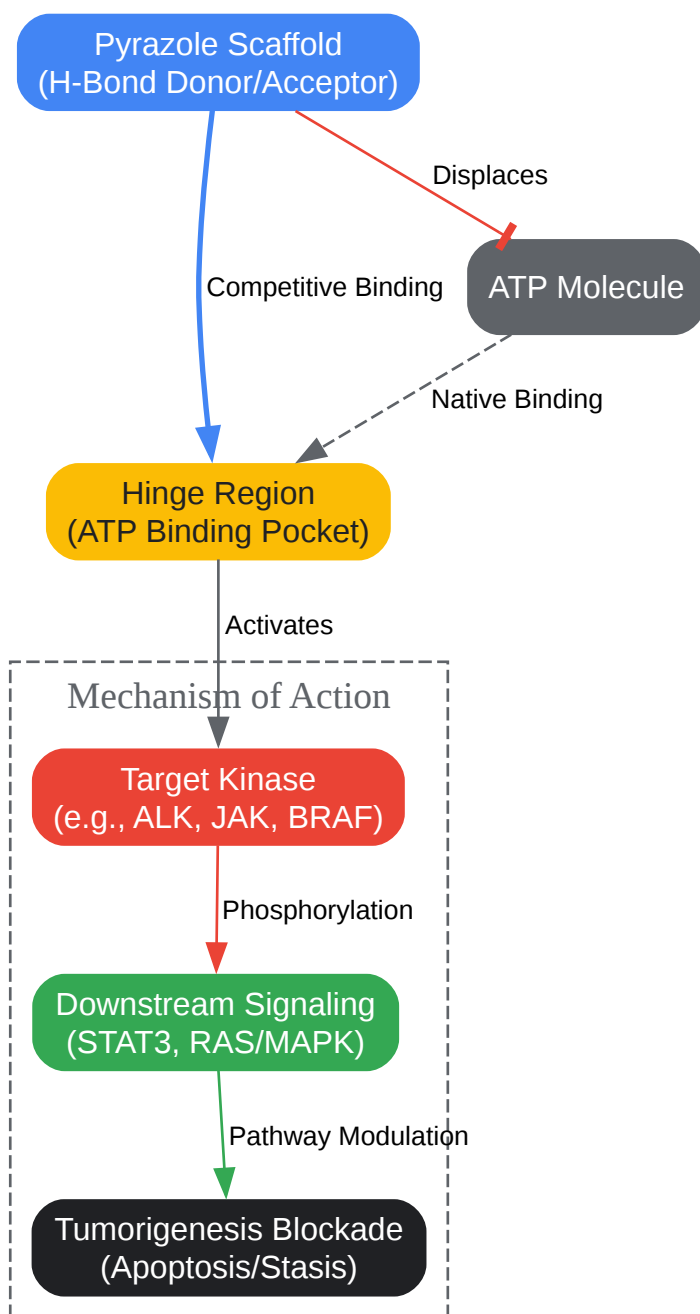 Pyrazole Scaffold
(H-Bond Donor/Acceptor)
Displaces
Competitive Binding
ATP Molecule
Native Binding
Hinge Region
(ATP Binding Pocket)
Activates
Mechanism of Action
Target Kinase
(e.g., ALK, JAK, BRAF)
Phosphorylation
Downstream Signaling
(STAT3, RAS/MAPK)
Pathway Modulation
Tumorigenesis Blockade
(Apoptosis/Stasis)